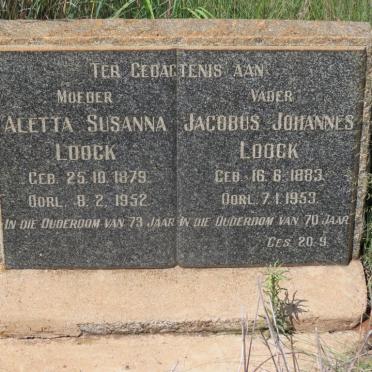 TER GEDACTENIS AAN
MOEDER
ALETTA SUSANNA
LOOCK
GEB. 25.10.1879.
OORL. 8.2.1952.
IN DIE OUDERDOM VAN 73 JAAR
VADER
JACOBUS JOHANNES
LOOCK
GEB. 16.6.1883.
OORL. 7.1.1953.
IN DIE OUDERDOM VAN 70 JAAR.
GES. 20.9.